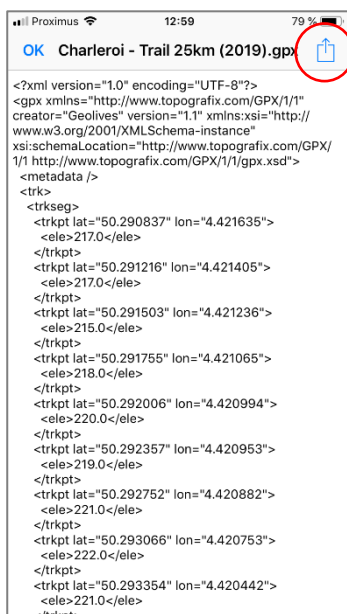 Proximus 12:59 79 %
OK Charleroi - Trail 25km (2019).gpx
<?xml version="1.0" encoding="UTF-8"?>
<gpx xmlns="http://www.topografix.com/GPX/1/1"
creator="Geolives" version="1.1" xmlns:xsi="http://
www.w3.org/2001/XMLSchema-instance"
xsi:schemaLocation="http://www.topografix.com/GPX/
1/1 http://www.topografix.com/GPX/1/1/gpx.xsd">
<metadata />
<trk>
<trkseg>
<trkpt lat="50.290837" lon="4.421635">
<ele>217.0</ele>
</trkpt>
<trkpt lat="50.291216" lon="4.421405">
<ele>217.0</ele>
</trkpt>
<trkpt lat="50.291503" lon="4.421236">
<ele>215.0</ele>
</trkpt>
<trkpt lat="50.291755" lon="4.421065">
<ele>218.0</ele>
</trkpt>
<trkpt lat="50.292006" lon="4.420994">
<ele>220.0</ele>
</trkpt>
<trkpt lat="50.292357" lon="4.420953">
<ele>219.0</ele>
</trkpt>
<trkpt lat="50.292752" lon="4.420882">
<ele>221.0</ele>
</trkpt>
<trkpt lat="50.293066" lon="4.420753">
<ele>222.0</ele>
</trkpt>
<trkpt lat="50.293354" lon="4.420442">
<ele>221.0</ele>
</trkpt>